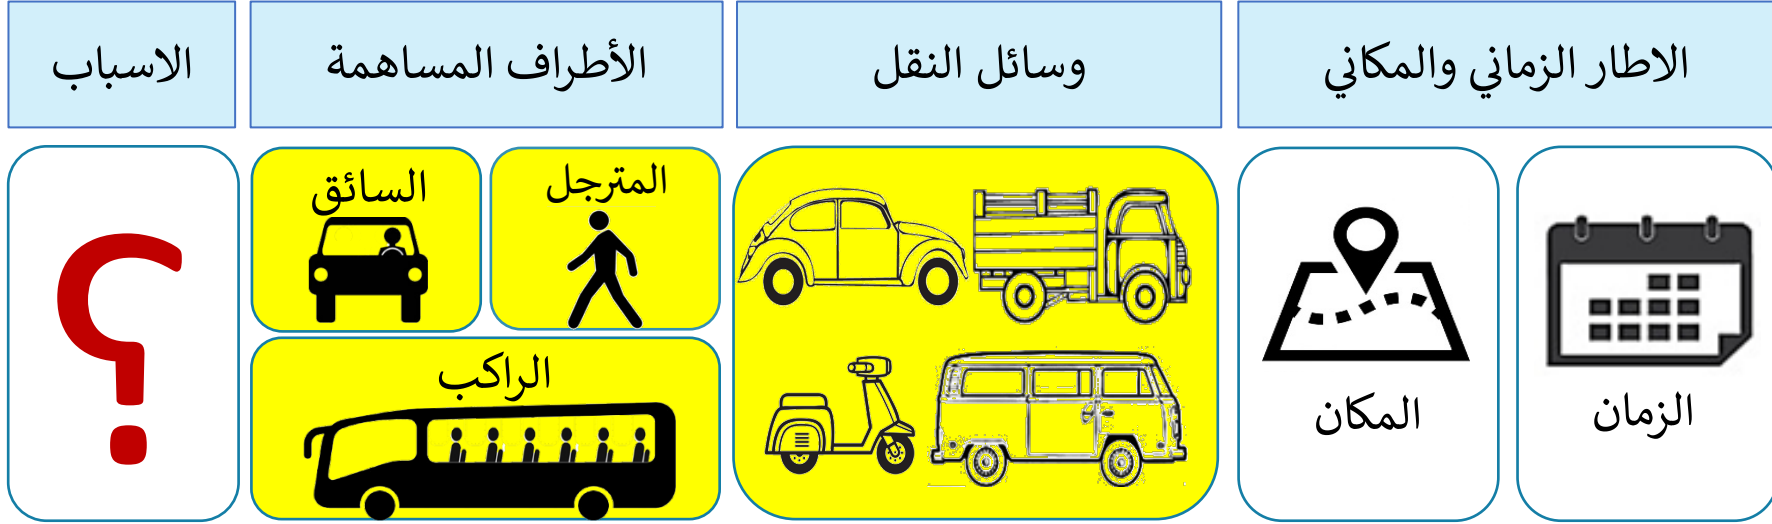 الاطار الزماني والمكاني
وسائل النقل
الأطراف المساهمة
الاسباب
الزمان
المكان
المترجل
السائق
الراكب
؟